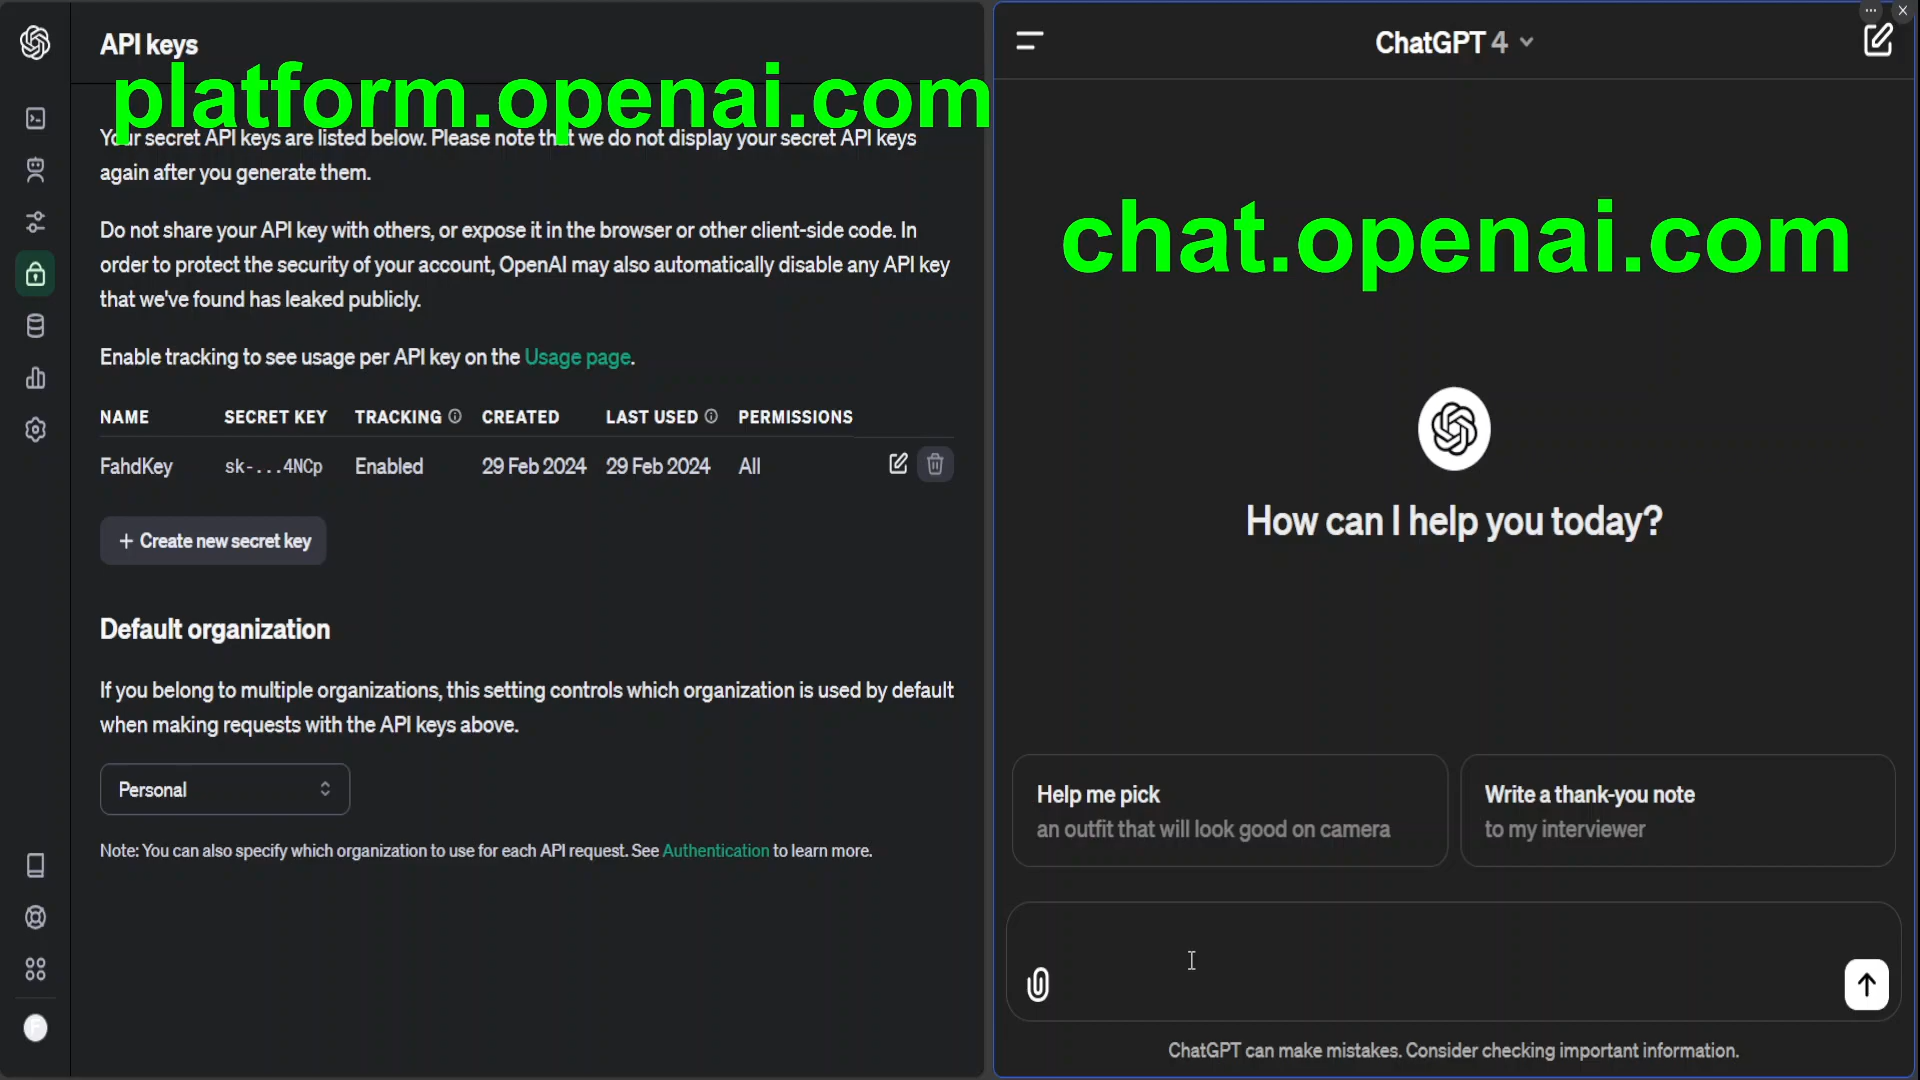 API keys
platform.openai.com
Your secret API keys are listed below. Please note that we do not display your secret API keys
again after you generate them.
Do not share your API key with others, or expose it in the browser or other client-side code. In
order to protect the security of your account, OpenAI may also automatically disable any API key
that we've found has leaked publicly.
Enable tracking to see usage per API key on the Usage page.
NAME SECRET KEY TRACKING CREATED LAST USED PERMISSIONS
FahdKey sk-...4NCp Enabled 29 Feb 2024 29 Feb 2024 All
+ Create new secret key
Default organization
If you belong to multiple organizations, this setting controls which organization is used by default
when making requests with the API keys above.
Personal
Note: You can also specify which organization to use for each API request. See Authentication to learn more.
F
ChatGPT 4
chat.openai.com
How can I help you today?
Help me pick
an outfit that will look good on camera
Write a thank-you note
to my interviewer
ChatGPT can make mistakes. Consider checking important information.